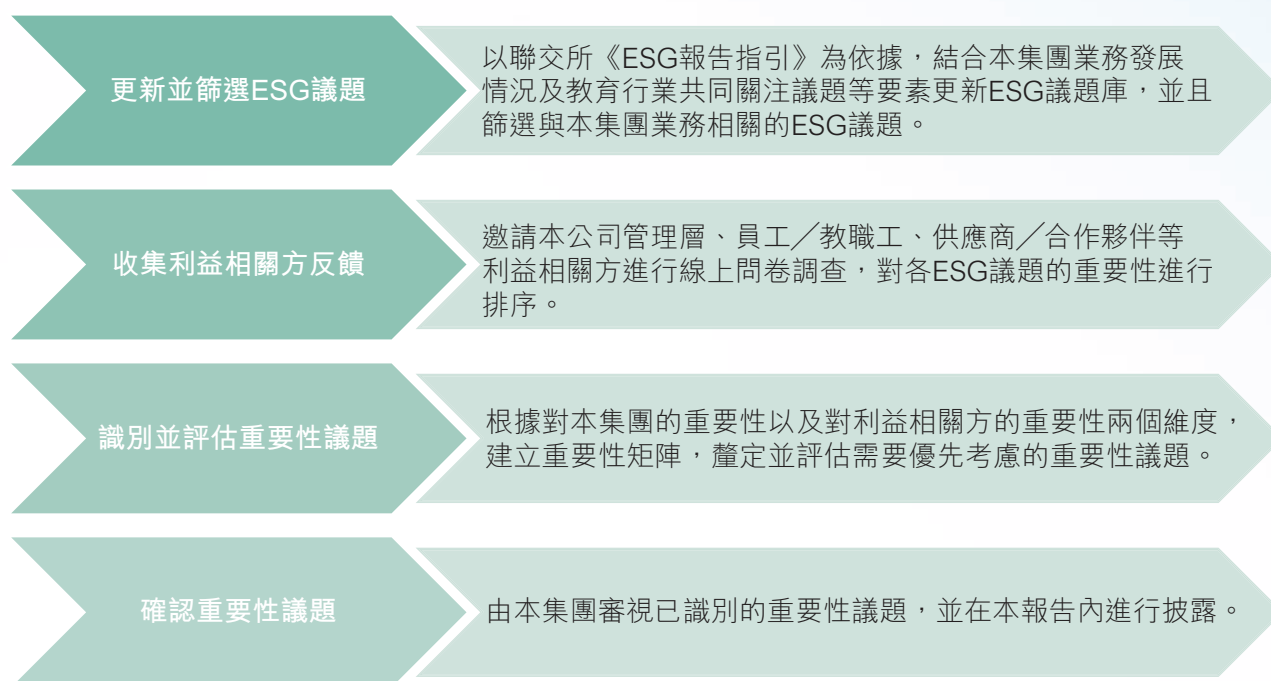 更新並篩選ESG議題
以聯交所《ESG報告指引》為依據，結合本集團業務發展
情況及教育行業共同關注議題等要素更新ESG議題庫，並且
篩選與本集團業務相關的ESG議題。
收集利益相關方反饋
邀請本公司管理層、員工／教職工、供應商／合作夥伴等
利益相關方進行線上問卷調查，對各ESG議題的重要性進行
排序。
識別並評估重要性議題
根據對本集團的重要性以及對利益相關方的重要性兩個維度，
建立重要性矩陣，釐定並評估需要優先考慮的重要性議題。
確認重要性議題
由本集團審視已識別的重要性議題，並在本報告內進行披露。